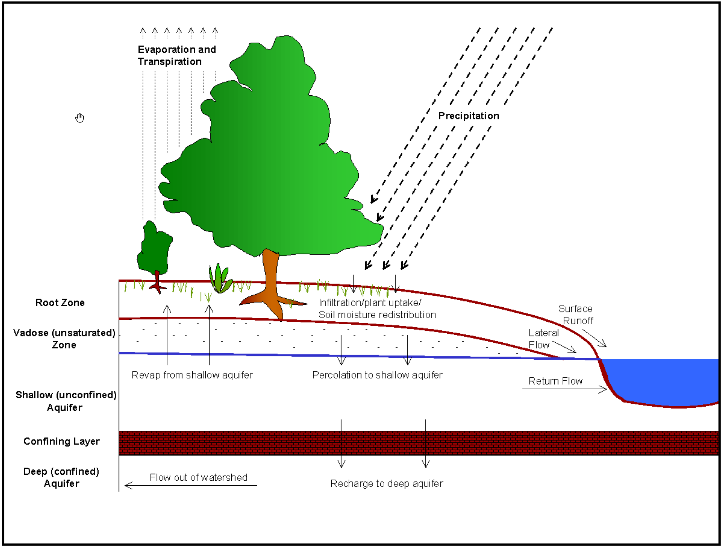 Evaporation and
Transpiration
Precipitation
Root Zone
Infiltration/plant uptake/
Soil moisture redistribution
Surface
Runoff
Vadose (unsaturated)
Zone
Lateral
Flow
Revap from shallow aquifer
Percolation to shallow aquifer
Return Flow
Shallow (unconfined)
Aquifer
Confining Layer
Deep (confined)
Aquifer
Flow out of watershed
Recharge to deep aquifer